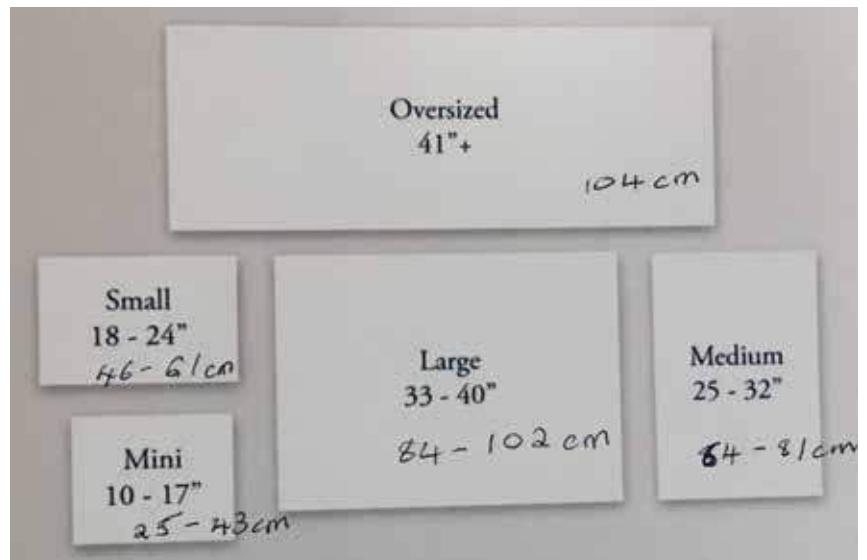 Oversized
41”+
104 cm
Small
18 - 24”
46 - 61cm
Large
33 - 40”
84 - 102 cm
Medium
25 - 32”
64 - 81cm
Mini
10 - 17”
25 - 43cm